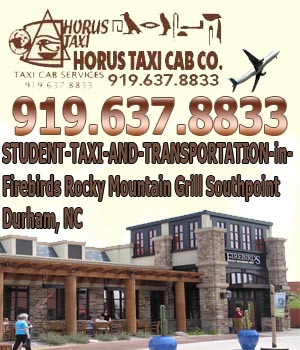 HORUS
TAXI
HORUS TAXI CAB CO.
TAXI CAB SERVICES
919.637.8833
919.637.8833
919.637.8833
STUDENT-TAXI-AND-TRANSPORTATION-in-
Firebirds Rocky Mountain Grill Southpoint
Durham, NC
FIREBIRDS